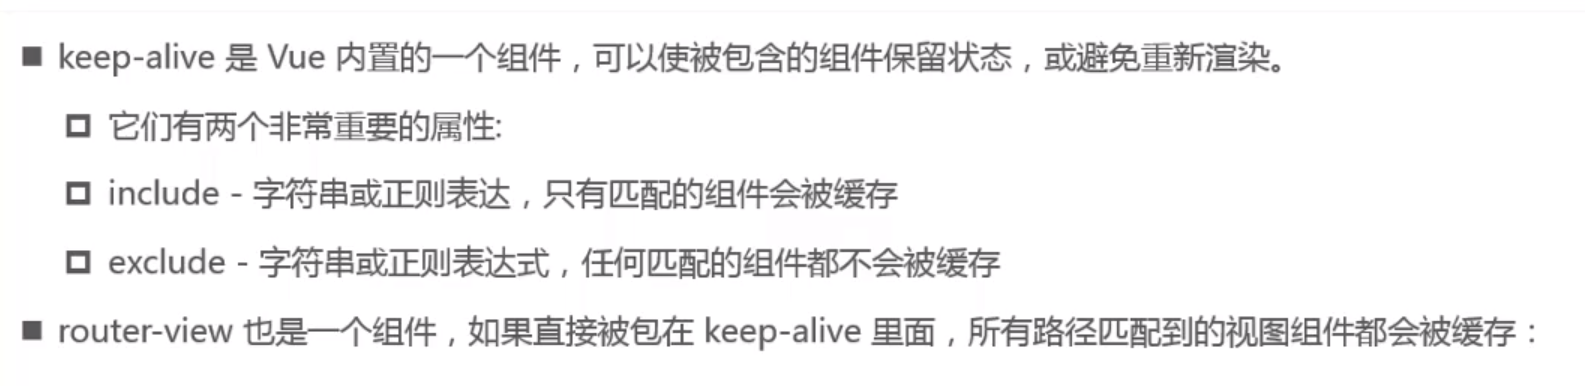 ■ keep-alive 是 Vue 内置的一个组件，可以使被包含的组件保留状态，或避免重新渲染。
它们有两个非常重要的属性:
include - 字符串或正则表达，只有匹配的组件会被缓存
exclude - 字符串或正则表达式，任何匹配的组件都不会被缓存
■ router-view 也是一个组件，如果直接被包在 keep-alive 里面，所有路径匹配到的视图组件都会被缓存：